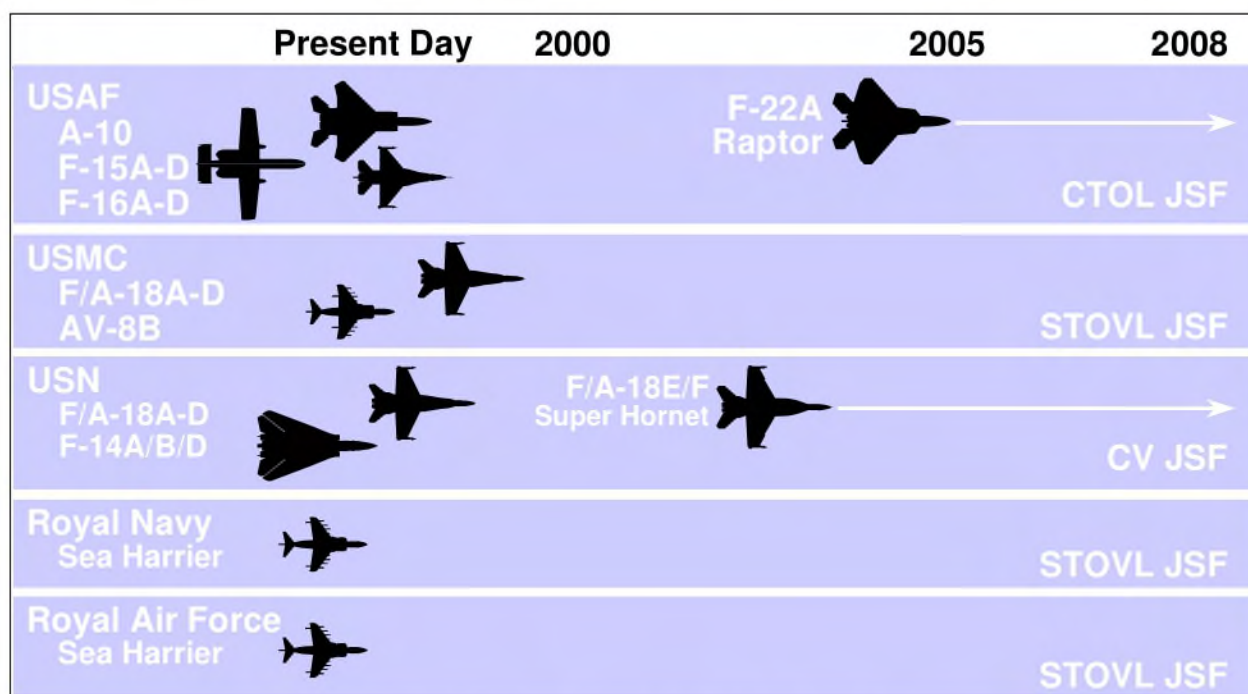 Present Day 2000 2005 2008
USAF
A-10
F-15A-D
F-16A-D
F-22A
Raptor
CTOL JSF
USMC
F/A-18A-D
AV-8B
STOVL JSF
USN
F/A-18A-D
F-14A/B/D
F/A-18E/F
Super Hornet
CV JSF
Royal Navy
Sea Harrier
STOVL JSF
Royal Air Force
Sea Harrier
STOVL JSF